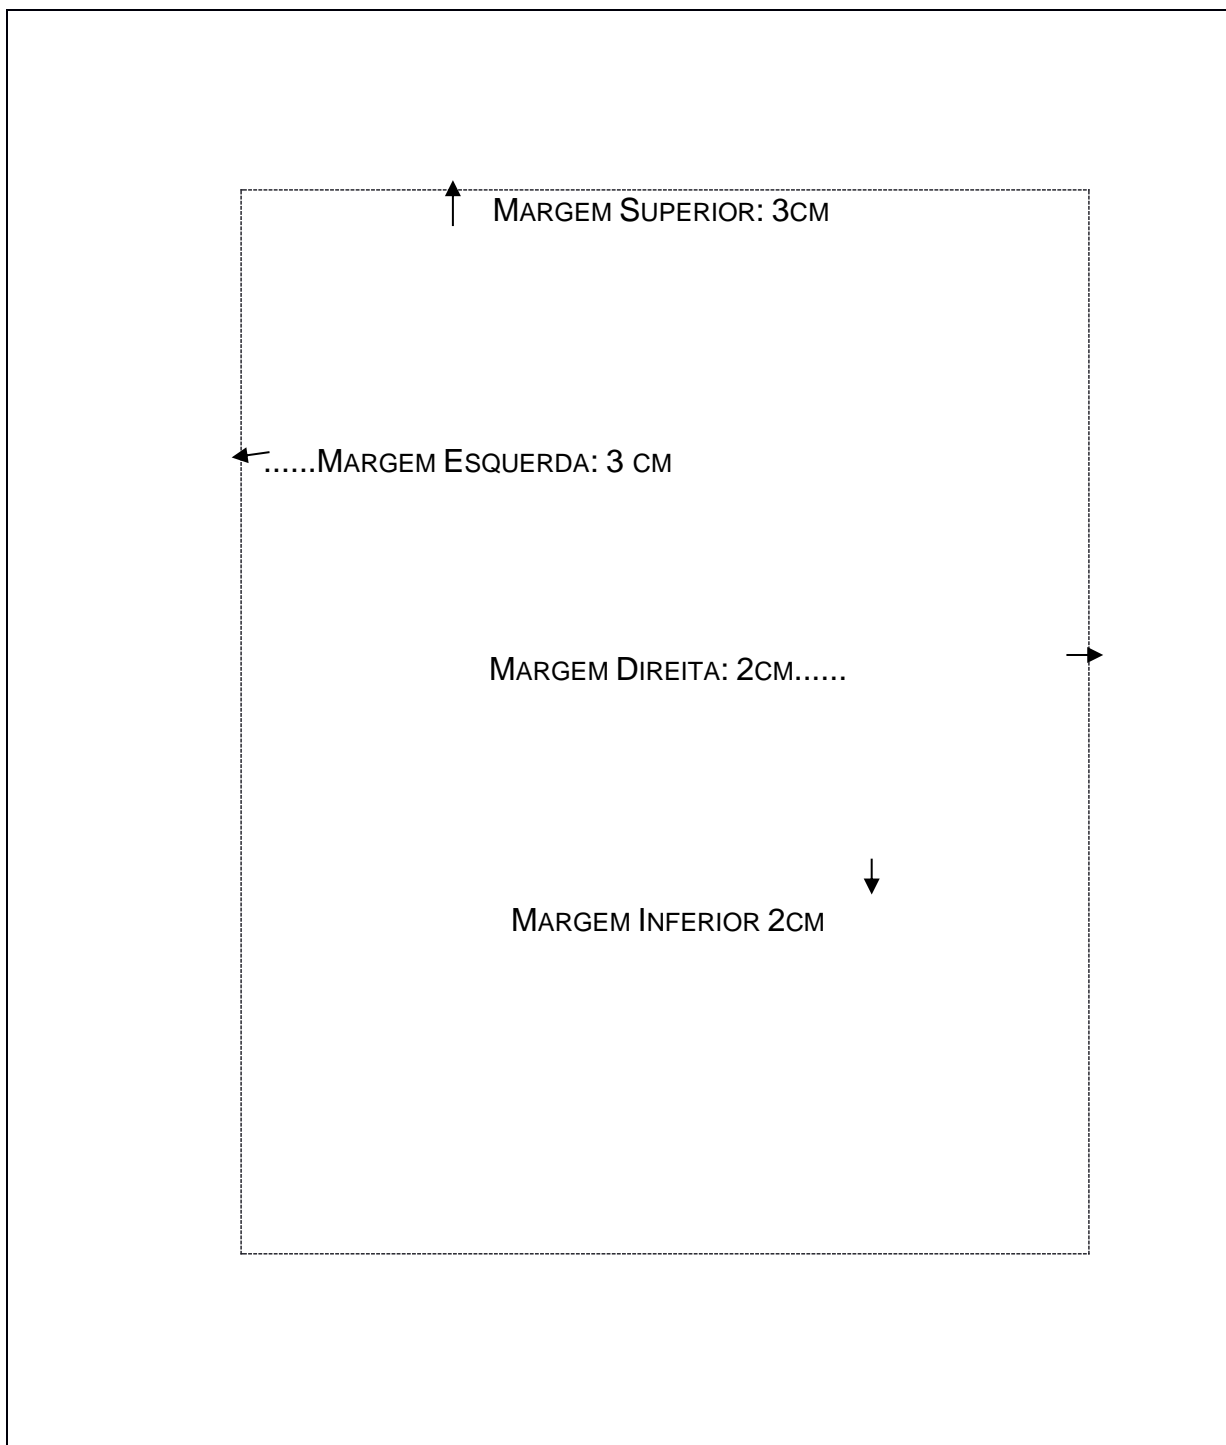 MARGEM SUPERIOR: 3CM
......MARGEM ESQUERDA: 3 CM
MARGEM DIREITA: 2CM......
MARGEM INFERIOR 2CM